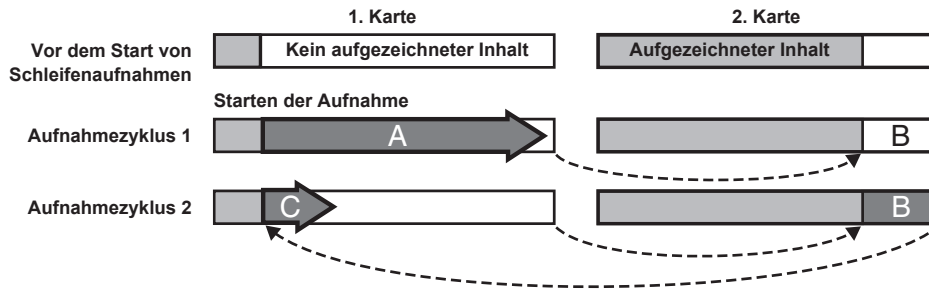 1. Karte
2. Karte
Vor dem Start von
Schleifenaufnahmen
Kein aufgezeichneter Inhalt
Aufgezeichneter Inhalt
Starten der Aufnahme
Aufnahmezyklus 1
A
B
Aufnahmezyklus 2
C
B